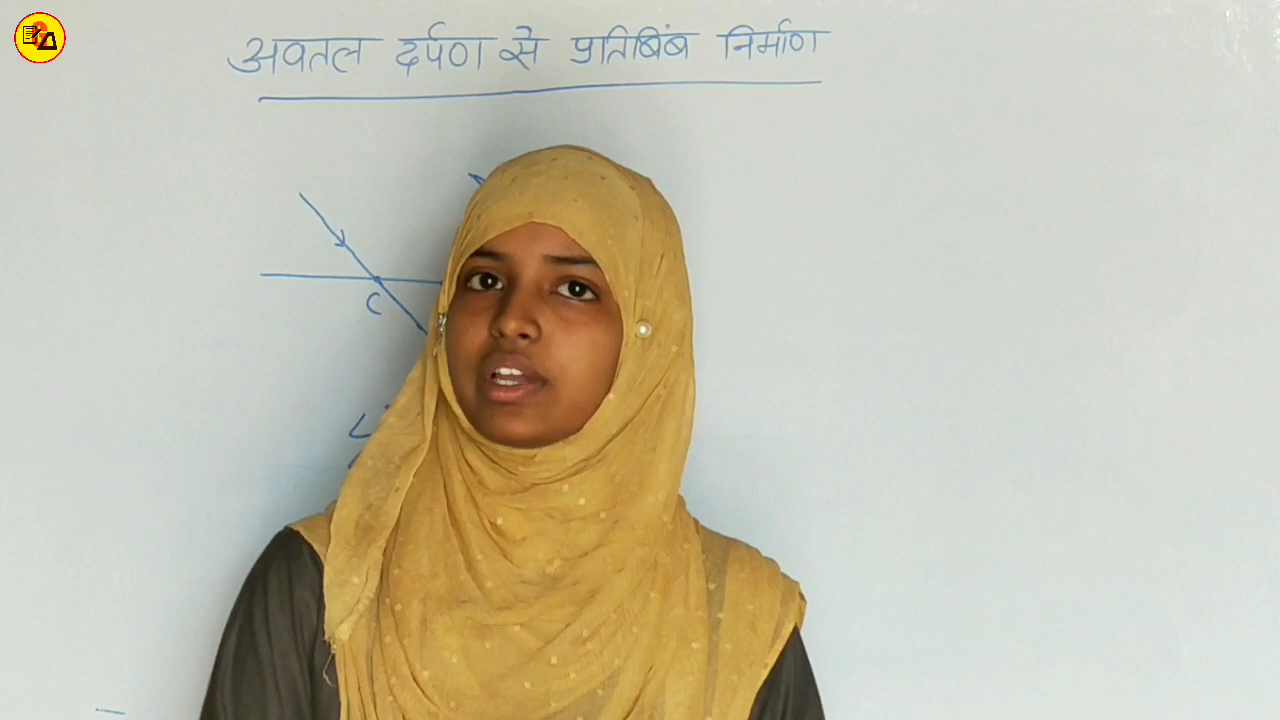 अवतल दर्पण से प्रतिबिंब निर्माण
C